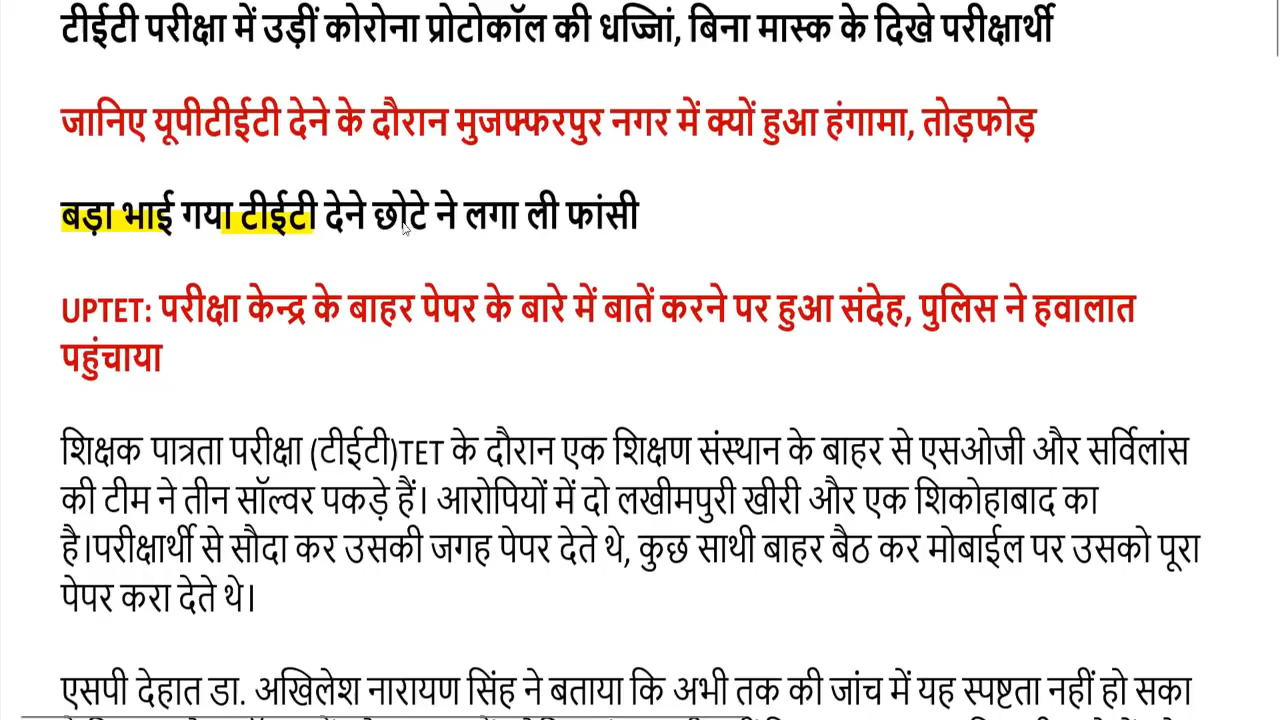 टीईटी परीक्षा में उड़ीं कोरोना प्रोटोकॉल की धज्जिां, बिना मास्क के दिखे परीक्षार्थी
जानिए यूपीटीईटी देने के दौरान मुजफ्फरपुर नगर में क्यों हुआ हंगामा, तोड़फोड़
बड़ा भाई गया टीईटी देने छोटे ने लगा ली फांसी
UPTET: परीक्षा केन्द्र के बाहर पेपर के बारे में बातें करने पर हुआ संदेह, पुलिस ने हवालात
पहुंचाया
शिक्षक पात्रता परीक्षा (टीईटी)TET के दौरान एक शिक्षण संस्थान के बाहर से एसओजी और सर्विलांस
की टीम ने तीन सॉल्वर पकड़े हैं। आरोपियों में दो लखीमपुरी खीरी और एक शिकोहाबाद का
है।परीक्षार्थी से सौदा कर उसकी जगह पेपर देते थे, कुछ साथी बाहर बैठ कर मोबाईल पर उसको पूरा
पेपर करा देते थे।
एसपी देहात डा. अखिलेश नारायण सिंह ने बताया कि अभी तक की जांच में यह स्पष्टता नहीं हो सका